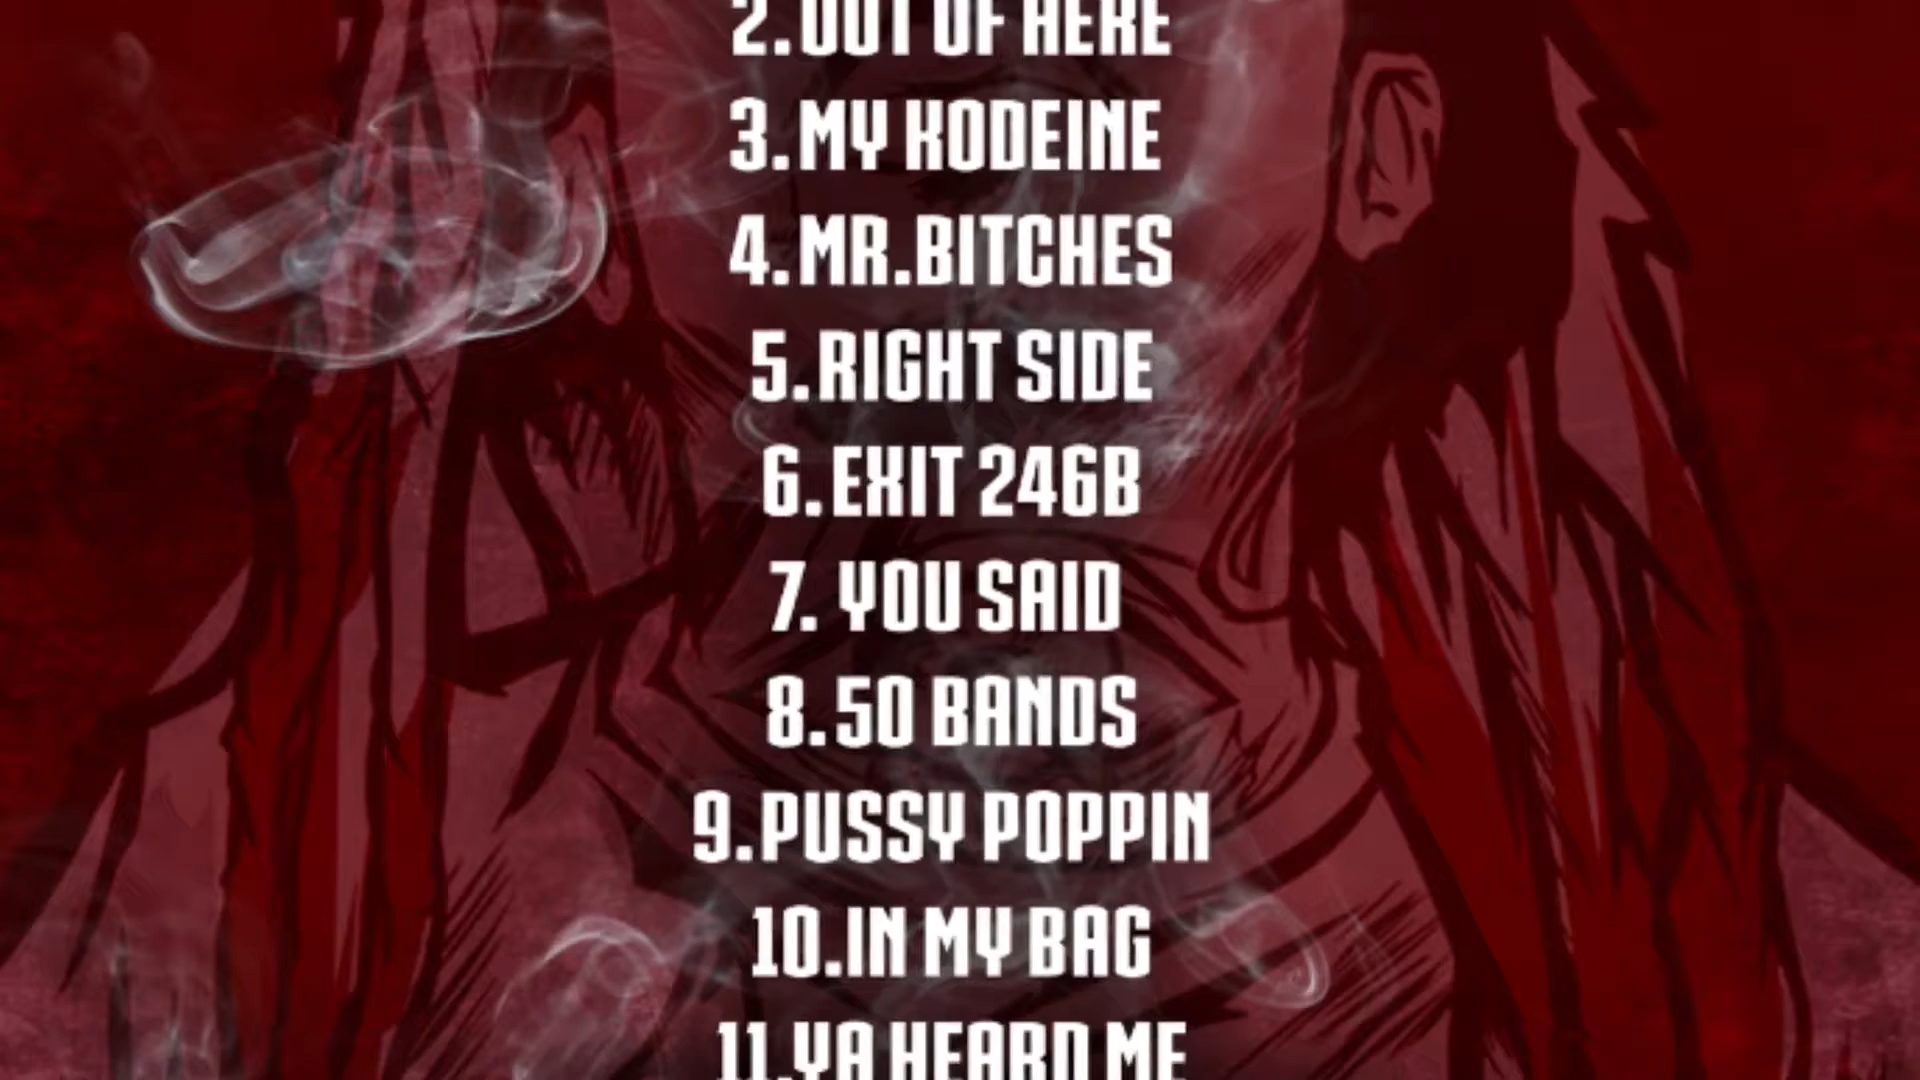 2.OUT OF HERE
3.MY KODEINE
4.MR.BITCHES
5.RIGHT SIDE
6.EXIT 246B
7. YOU SAID
8.50 BANDS
9.PUSSY POPPIN
10.IN MY BAG
11.YA HEARD ME